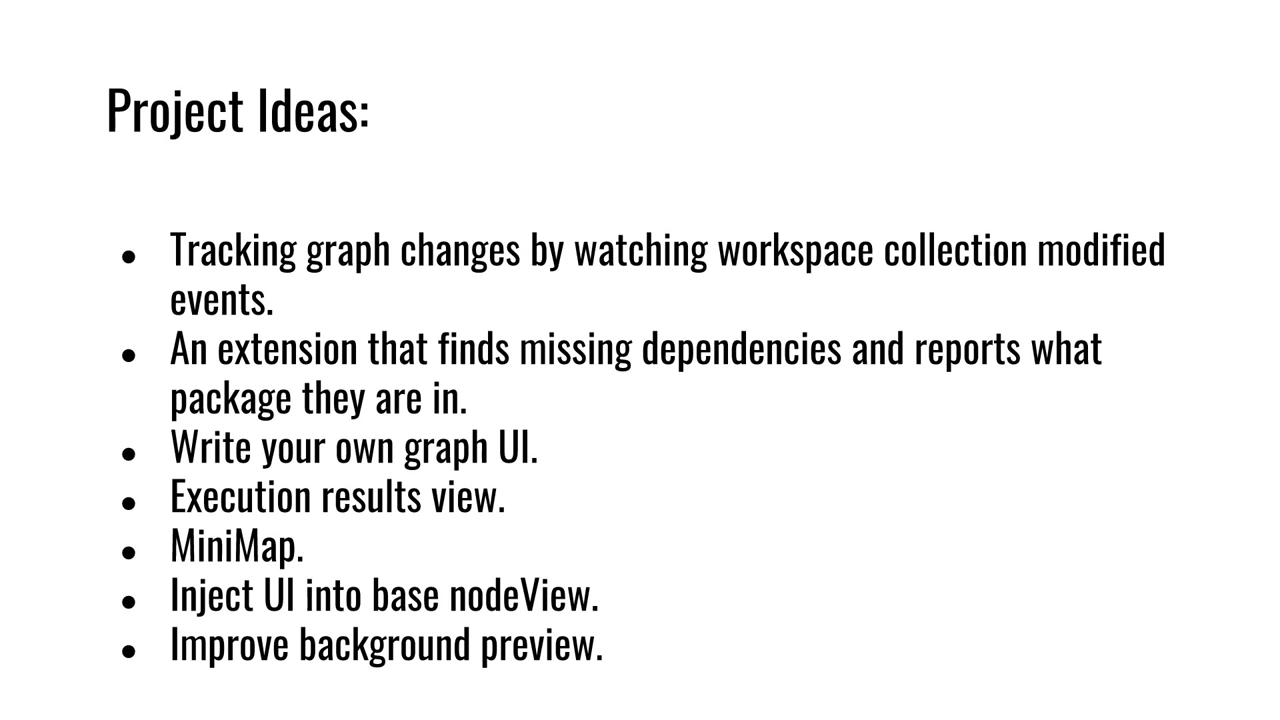 Project Ideas:
● Tracking graph changes by watching workspace collection modified
events.
● An extension that finds missing dependencies and reports what
package they are in.
● Write your own graph UI.
● Execution results view.
● MiniMap.
● Inject UI into base nodeView.
● Improve background preview.